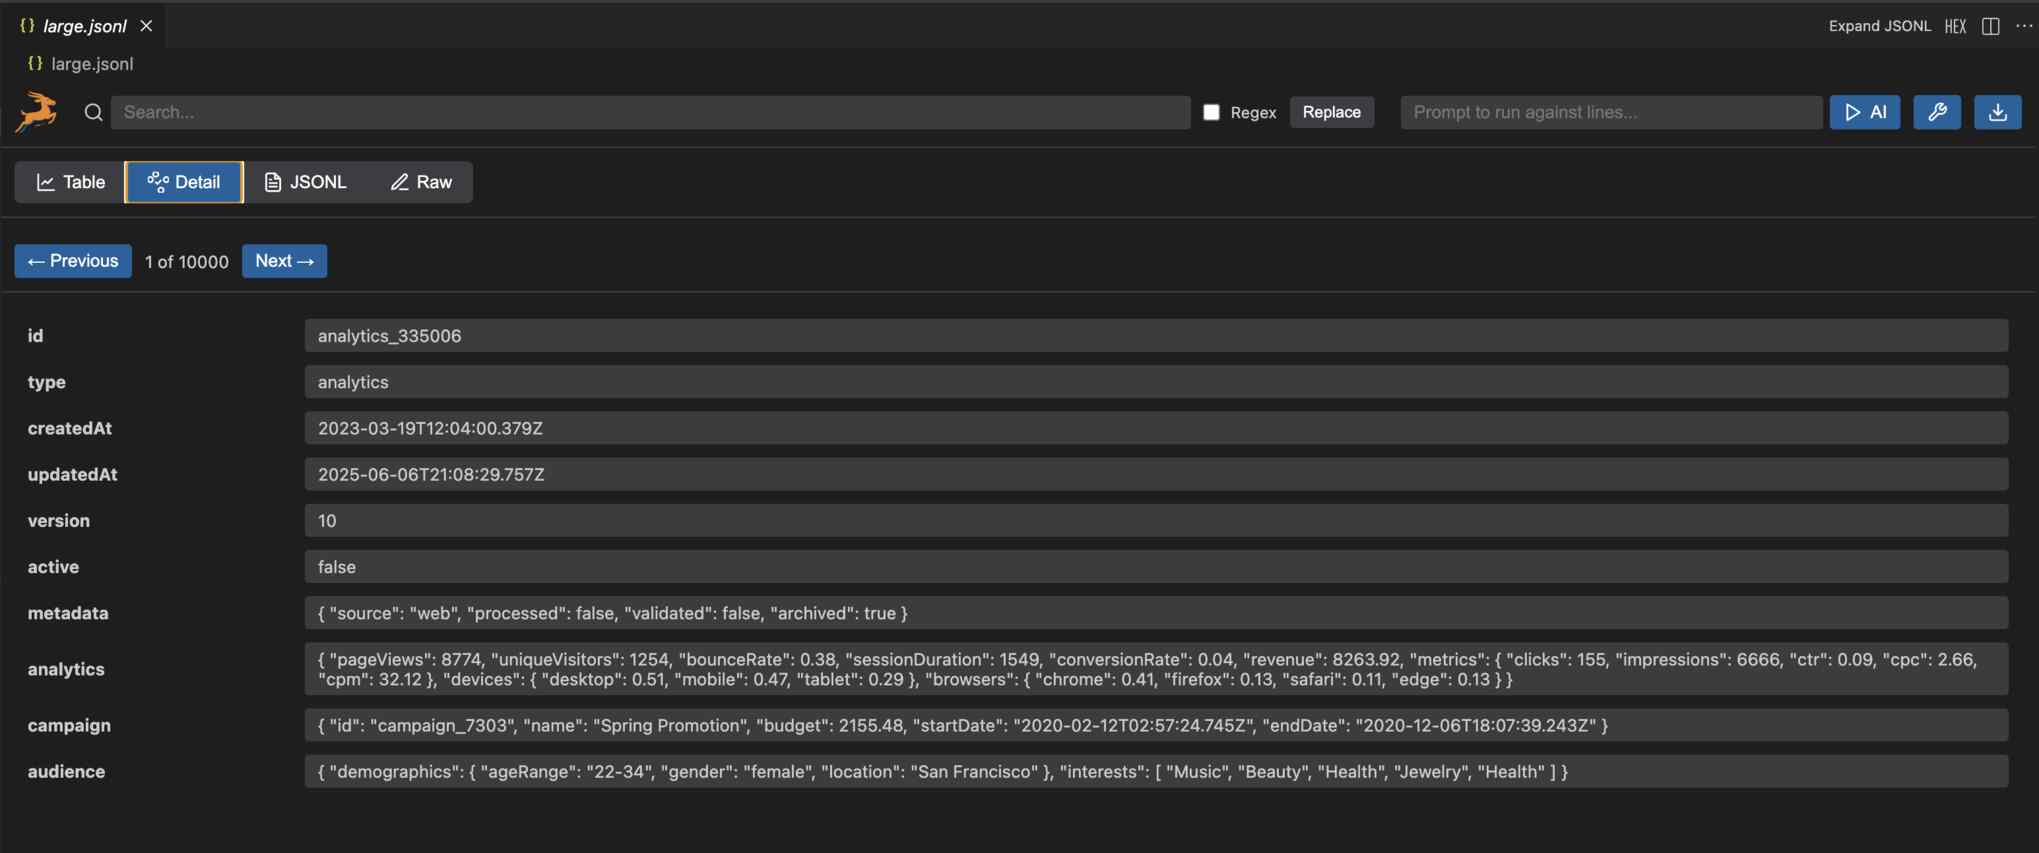 {} large.jsonl ×
Expand JSONL HEX ...
{} large.jsonl
Search... Regex Replace Prompt to run against lines... AI
Table Detail JSONL Raw
← Previous 1 of 10000 Next →
id analytics_335006
type analytics
createdAt 2023-03-19T12:04:00.379Z
updatedAt 2025-06-06T21:08:29.757Z
version 10
active false
metadata { "source": "web", "processed": false, "validated": false, "archived": true }
analytics { "pageViews": 8774, "uniqueVisitors": 1254, "bounceRate": 0.38, "sessionDuration": 1549, "conversionRate": 0.04, "revenue": 8263.92, "metrics": { "clicks": 155, "impressions": 6666, "ctr": 0.09, "cpc": 2.66,
"cpm": 32.12 }, "devices": { "desktop": 0.51, "mobile": 0.47, "tablet": 0.29 }, "browsers": { "chrome": 0.41, "firefox": 0.13, "safari": 0.11, "edge": 0.13 } }
campaign { "id": "campaign_7303", "name": "Spring Promotion", "budget": 2155.48, "startDate": "2020-02-12T02:57:24.745Z", "endDate": "2020-12-06T18:07:39.243Z" }
audience { "demographics": { "ageRange": "22-34", "gender": "female", "location": "San Francisco" }, "interests": [ "Music", "Beauty", "Health", "Jewelry", "Health" ] }